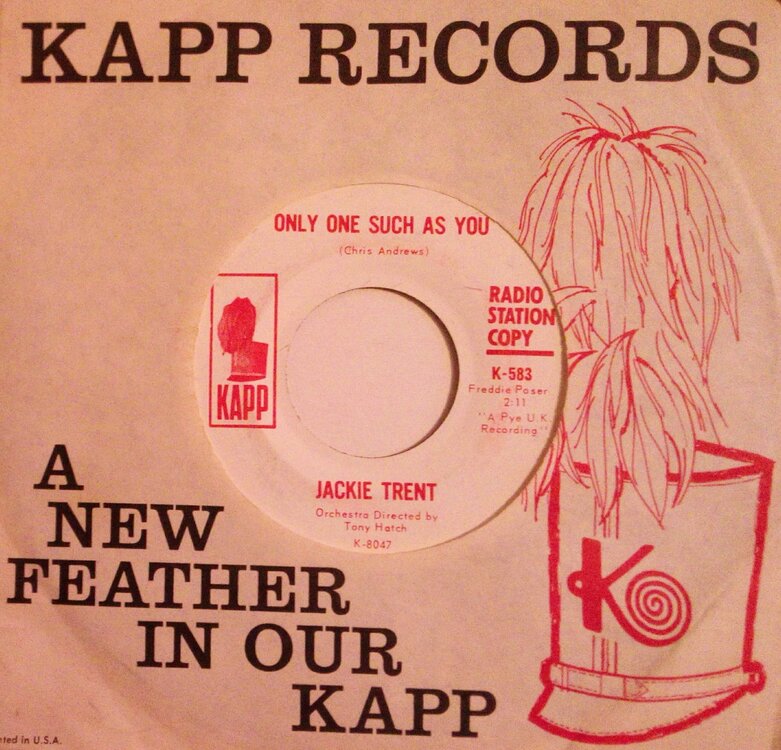 KAPP RECORDS
ONLY ONE SUCH AS YOU
(Chris Andrews)
RADIO
STATION
COPY
K-583
Freddie Poser
2:11
"A Pye U.K.
Recording"
KAPP
JACKIE TRENT
Orchestra Directed by
Tony Hatch
K-8047
A
NEW
FEATHER
IN OUR
KAPP
K
nted in U.S.A.